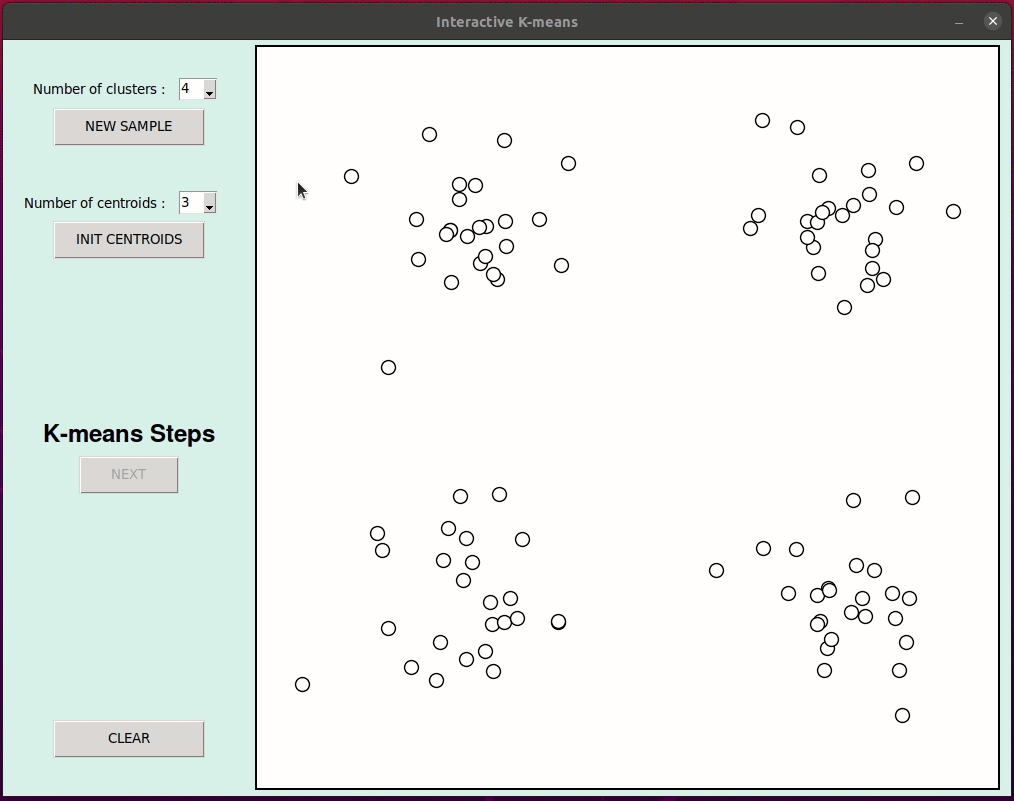 Interactive K-means
Number of clusters : 4
NEW SAMPLE
Number of centroids : 3
INIT CENTROIDS
K-means Steps
NEXT
CLEAR